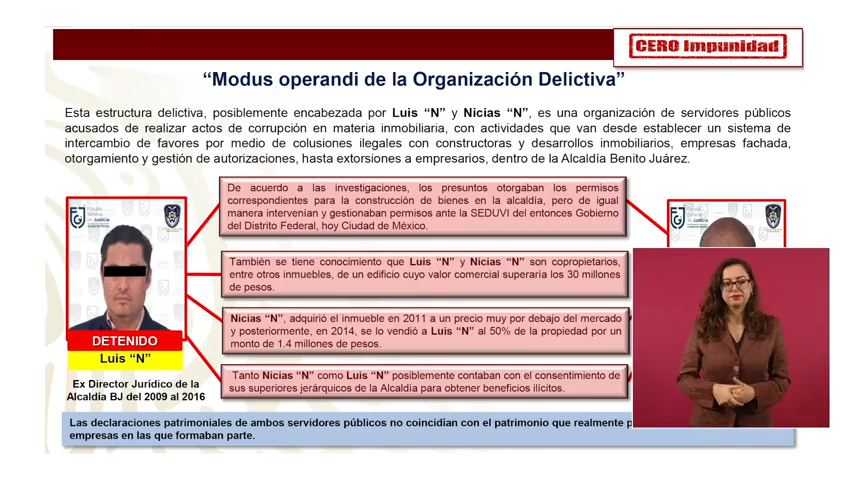 CERO Impunidad
“Modus operandi de la Organización Delictiva”
Esta estructura delictiva, posiblemente encabezada por Luis “N” y Nicias “N”, es una organización de servidores públicos
acusados de realizar actos de corrupción en materia inmobiliaria, con actividades que van desde establecer un sistema de
intercambio de favores por medio de colusiones ilegales con constructoras y desarrollos inmobiliarios, empresas fachada,
otorgamiento y gestión de autorizaciones, hasta extorsiones a empresarios, dentro de la Alcaldía Benito Juárez.
De acuerdo a las investigaciones, los presuntos otorgaban los permisos
correspondientes para la construcción de bienes en la alcaldía, pero de igual
manera intervenían y gestionaban permisos ante la SEDUVI del entonces Gobierno
del Distrito Federal, hoy Ciudad de México.
También se tiene conocimiento que Luis “N” y Nicias “N” son copropietarios,
entre otros inmuebles, de un edificio cuyo valor comercial superaría los 30 millones
de pesos.
Nicias “N”, adquirió el inmueble en 2011 a un precio muy por debajo del mercado
y posteriormente, en 2014, se lo vendió a Luis “N” al 50% de la propiedad por un
monto de 1.4 millones de pesos.
Tanto Nicias “N” como Luis “N” posiblemente contaban con el consentimiento de
sus superiores jerárquicos de la Alcaldía para obtener beneficios ilícitos.
DETENIDO
Luis “N”
Ex Director Jurídico de la
Alcaldía BJ del 2009 al 2016
Las declaraciones patrimoniales de ambos servidores públicos no coincidían con el patrimonio que realmente
empresas en las que formaban parte.